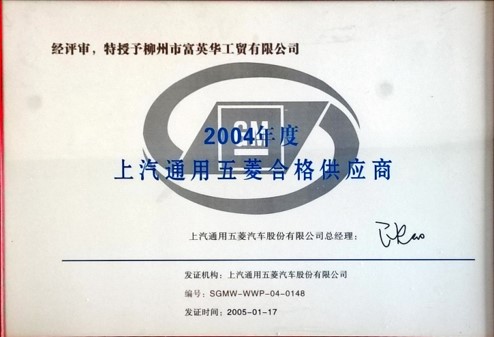 经评审，特授予柳州市富英华工贸有限公司
GM
2004年度
上汽通用五菱合格供应商
上汽通用五菱汽车股份有限公司总经理：
发证机构：上汽通用五菱汽车股份有限公司
编号：SGMW-WWP-04-0148
发证时间：2005-01-17